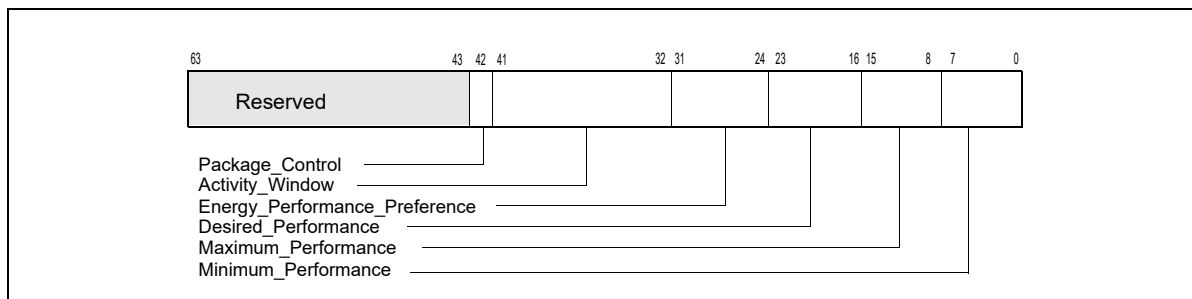 63 43 42 41 32 31 24 23 16 15 8 7 0
Reserved
Package_Control
Activity_Window
Energy_Performance_Preference
Desired_Performance
Maximum_Performance
Minimum_Performance